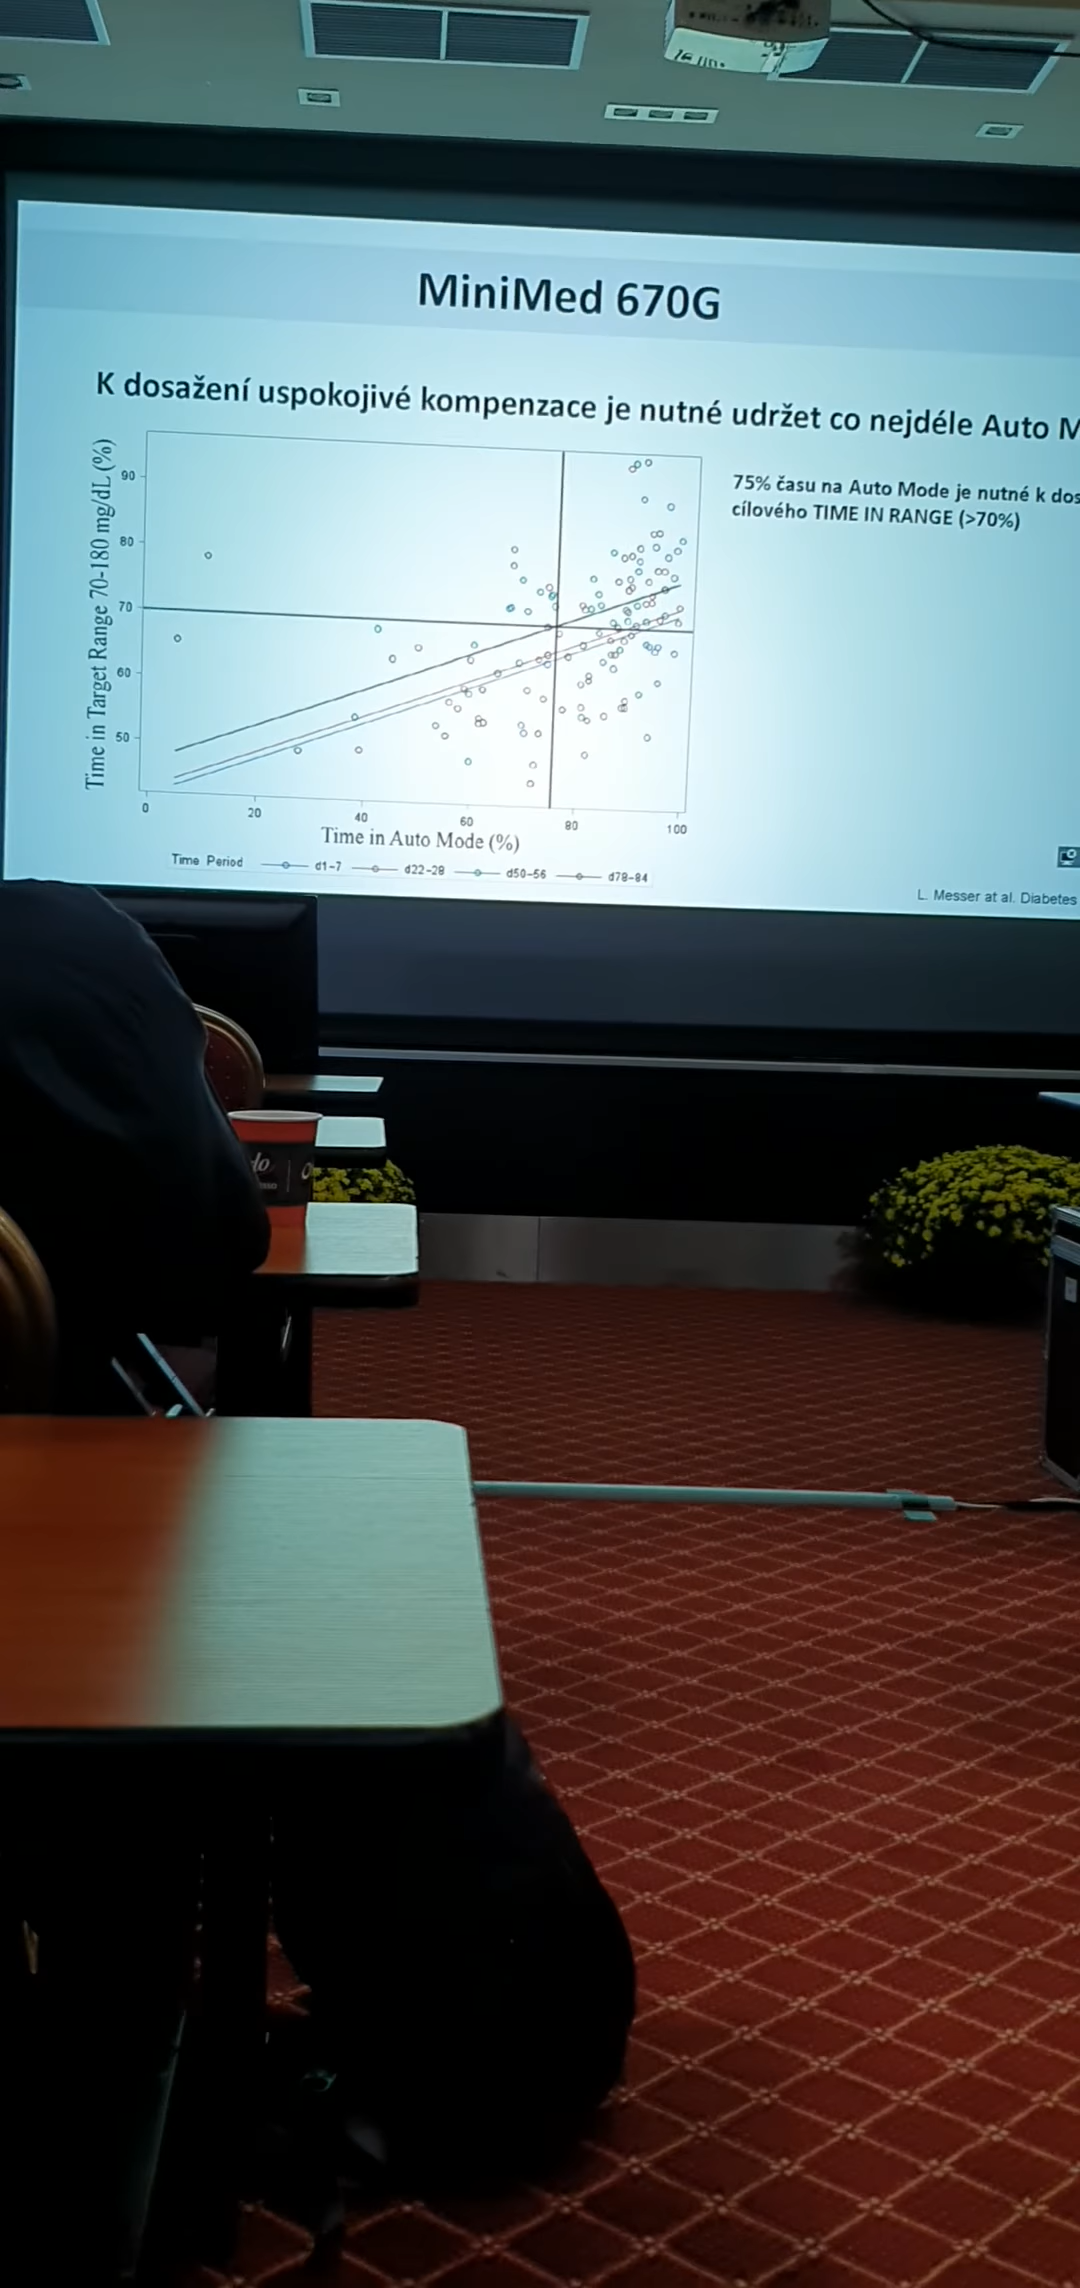 MiniMed 670G
K dosažení uspokojivé kompenzace je nutné udržet co nejdéle Auto M
75% času na Auto Mode je nutné k dos
cílového TIME IN RANGE (>70%)
Time in Target Range 70-180 mg/dL (%)
90
80
70
60
50
0 20 40 60 80 100
Time in Auto Mode (%)
Time Period d1-7 d22-28 d50-56 d78-84
L. Messer at al. Diabetes